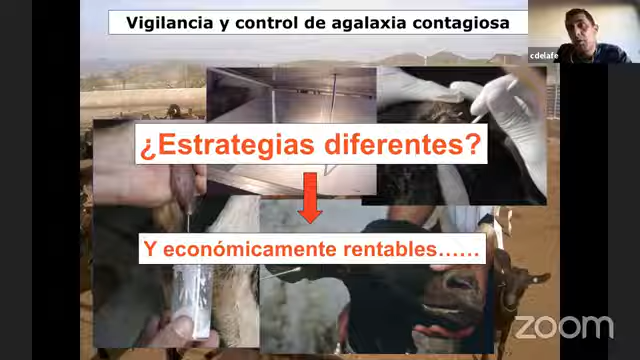 Vigilancia y control de agalaxia contagiosa
cdelafe
¿Estrategias diferentes?
Y económicamente rentables……
zoom